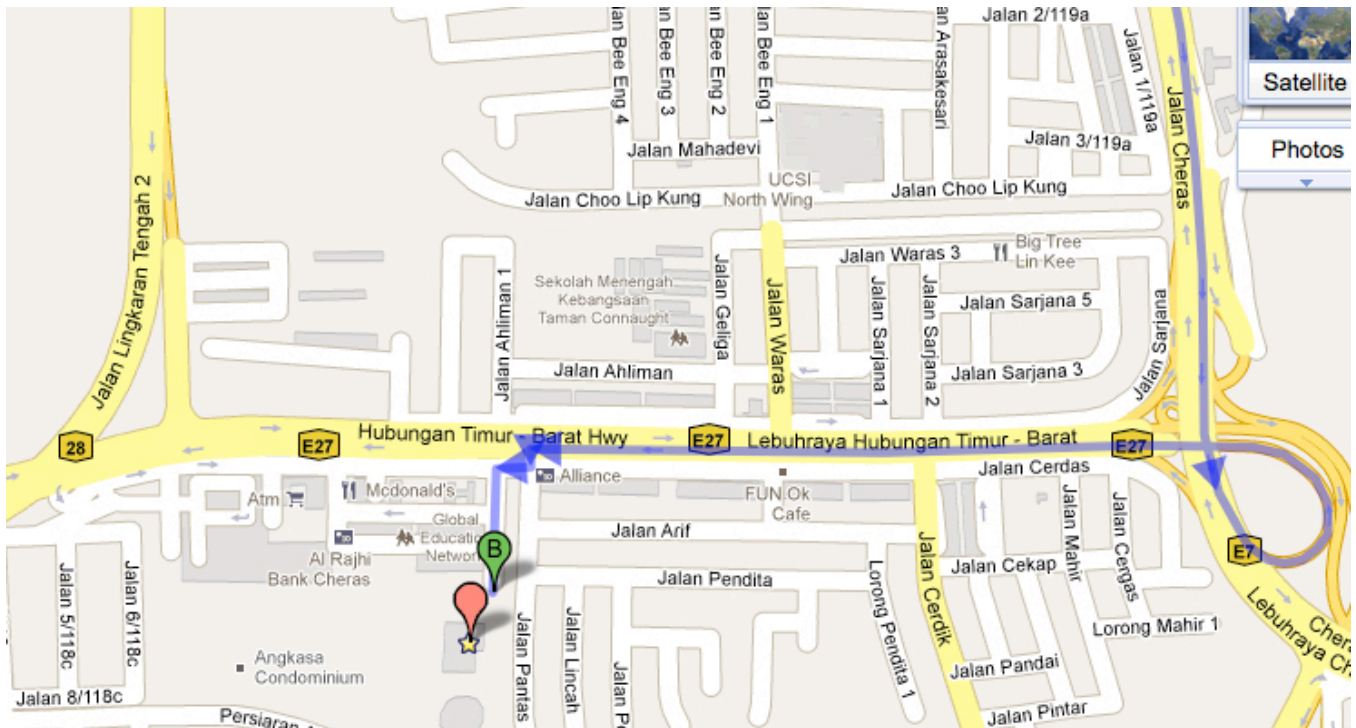 Jalan 2/119a
Jalan Bee Eng 4
Jalan Bee Eng 3
Jalan Bee Eng 2
Jalan Bee Eng 1
an Arasakesari
Jalan 1/119a
Satellite
Jalan Cheras
Jalan Mahadevi
Jalan 3/119a
Photos
Jalan Lingkaran Tengah 2
UCSI
North Wing
Jalan Choo Lip Kung
Jalan Choo Lip Kung
Jalan Waras 3
Big Tree
Lin Kee
Jalan Ahliman 1
Sekolah Menengah
Kebangsaan
Taman Connaught
Jalan Geliga
Jalan Waras
Jalan Sarjana 1
Jalan Sarjana 2
Jalan Sarjana 5
Jalan Sarjana
Jalan Ahliman
Jalan Sarjana 3
28
E27
Hubungan Timur - Barat Hwy
E27
Lebuhraya Hubungan Timur - Barat
E27
Alliance
Jalan Cerdas
Atm
Mcdonald's
FUN Ok
Cafe
Global
Education
Network
Jalan Arif
Al Rajhi
Bank Cheras
B
E7
Jalan Pendita
Jalan Cekap
Jalan Mahir
Jalan Cergas
Jalan 5/118c
Jalan 6/118c
Jalan Pantas
Jalan Lincah
Jalan Pe
Lorong Pendita 1
Jalan Cerdik
Lorong Mahir 1
Chera
Lebuhraya Ch
Angkasa
Condominium
Jalan Pandai
Jalan 8/118c
Persiaran
Jalan Pintar